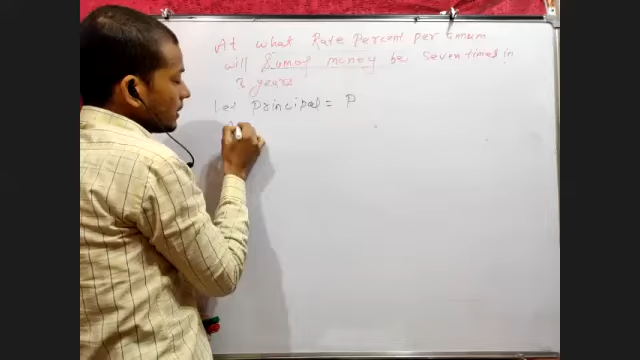 At what Rate Percent per annum
will Sum of money be Seven times in
8 years
let principal = P
A